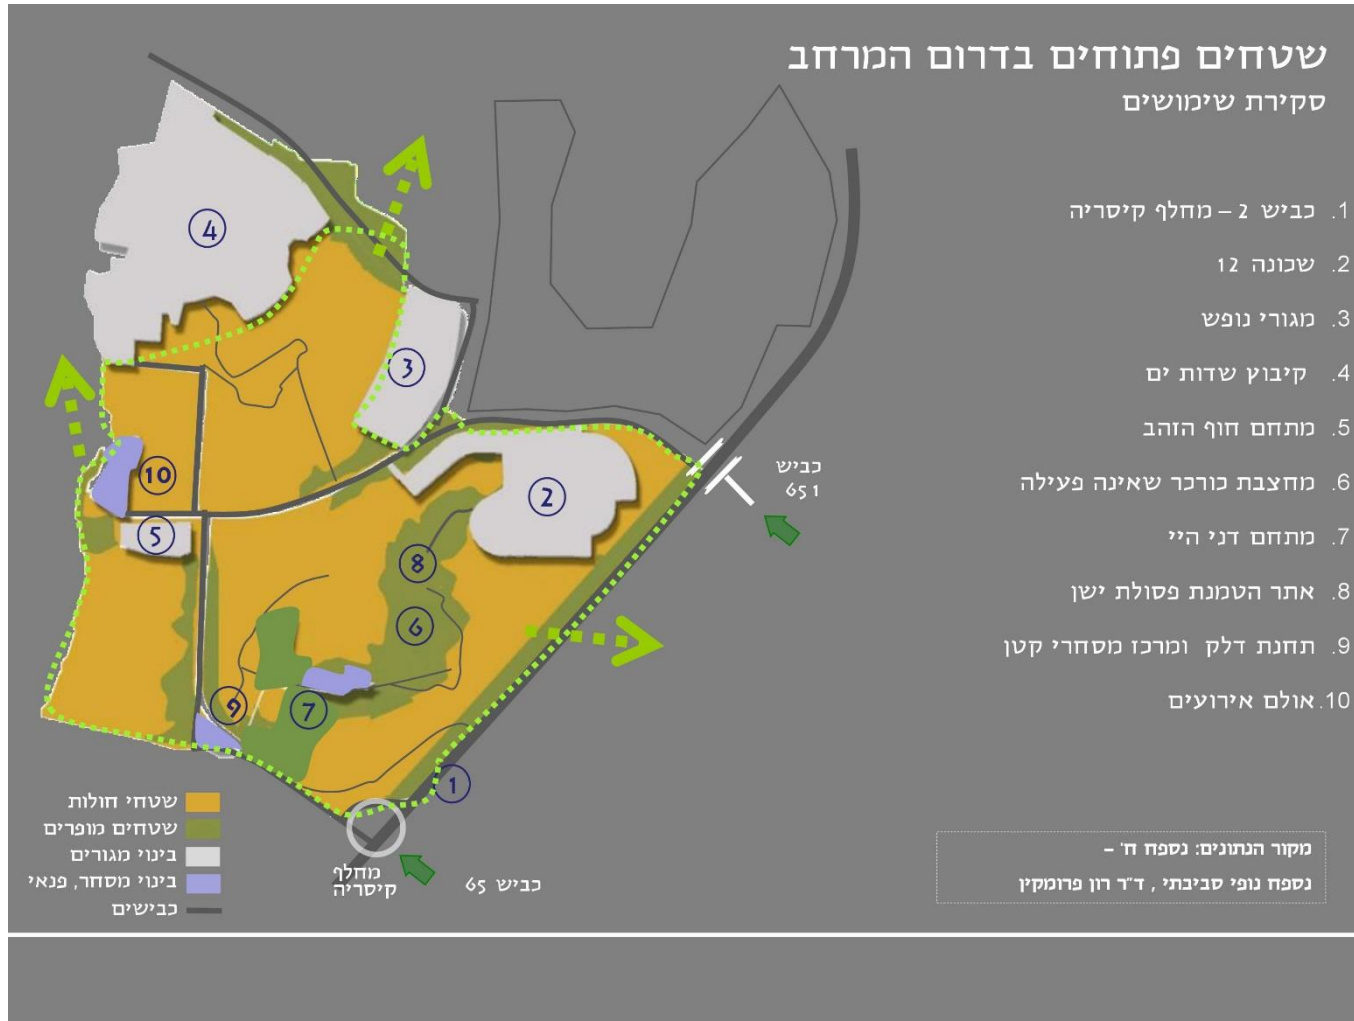 שטחים פתוחים בדרום המרחב
סקירת שימושים
1. כביש 2 – מחלף קיסריה
2. שכונה 12
3. מגורי נופש
4. קיבוץ שדות ים
5. מתחם חוף הזהב
6. מחצבת כורכר שאינה פעילה
7. מתחם דני היי
8. אתר הטמנת פסולת ישן
9. תחנת דלק ומרכז מסחרי קטן
10. אולם אירועים
4
3
2
10
5
8
6
9
7
1
כביש
651
מחלף
קיסריה
כביש 65
שטחי חולות
שטחים מופרים
בינוי מגורים
בינוי מסחר, פנאי
כבישים
מקור הנתונים: נספח ח' –
נספח נופי סביבתי , ד"ר רון פרומקין